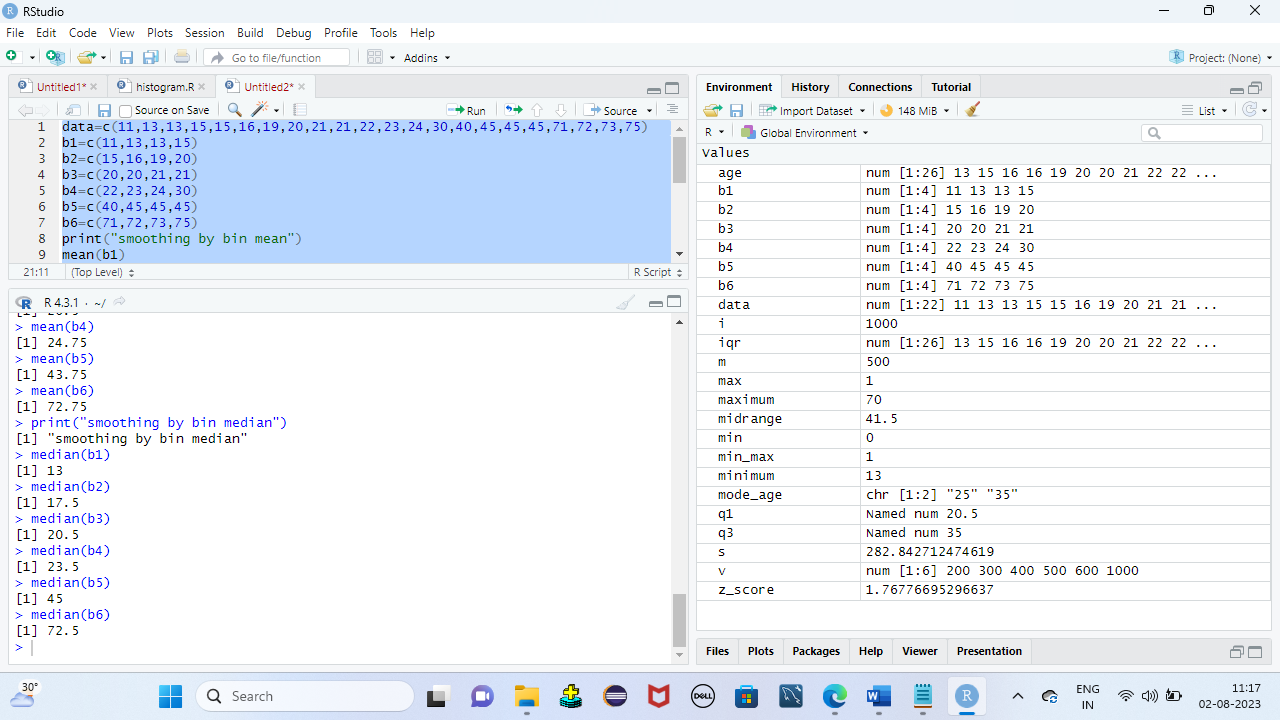 RStudio
File Edit Code View Plots Session Build Debug Profile Tools Help
Go to file/function Addins Project: (None)
Untitled1* histogram.R Untitled2*
Source on Save Run Source
1 data=c(11,13,13,15,15,16,19,20,21,21,22,23,24,30,40,45,45,45,71,72,73,75)
2 b1=c(11,13,13,15)
3 b2=c(15,16,19,20)
4 b3=c(20,20,21,21)
5 b4=c(22,23,24,30)
6 b5=c(40,45,45,45)
7 b6=c(71,72,73,75)
8 print("smoothing by bin mean")
9 mean(b1)
21:11 (Top Level) R Script
R 4.3.1 · ~/
> mean(b4)
[1] 24.75
> mean(b5)
[1] 43.75
> mean(b6)
[1] 72.75
> print("smoothing by bin median")
[1] "smoothing by bin median"
> median(b1)
[1] 13
> median(b2)
[1] 17.5
> median(b3)
[1] 20.5
> median(b4)
[1] 23.5
> median(b5)
[1] 45
> median(b6)
[1] 72.5
>
Environment History Connections Tutorial
Import Dataset 148 MiB List
R Global Environment
Values
age num [1:26] 13 15 16 16 19 20 20 21 22 22 ...
b1 num [1:4] 11 13 13 15
b2 num [1:4] 15 16 19 20
b3 num [1:4] 20 20 21 21
b4 num [1:4] 22 23 24 30
b5 num [1:4] 40 45 45 45
b6 num [1:4] 71 72 73 75
data num [1:22] 11 13 13 15 15 16 19 20 21 21 ...
i 1000
iqr num [1:26] 13 15 16 16 19 20 20 21 22 22 ...
m 500
max 1
maximum 70
midrange 41.5
min 0
min_max 1
minimum 13
mode_age chr [1:2] "25" "35"
q1 Named num 20.5
q3 Named num 35
s 282.842712474619
v num [1:6] 200 300 400 500 600 1000
z_score 1.76776695296637
Files Plots Packages Help Viewer Presentation
30° Search DELL W R ENG IN 11:17
02-08-2023